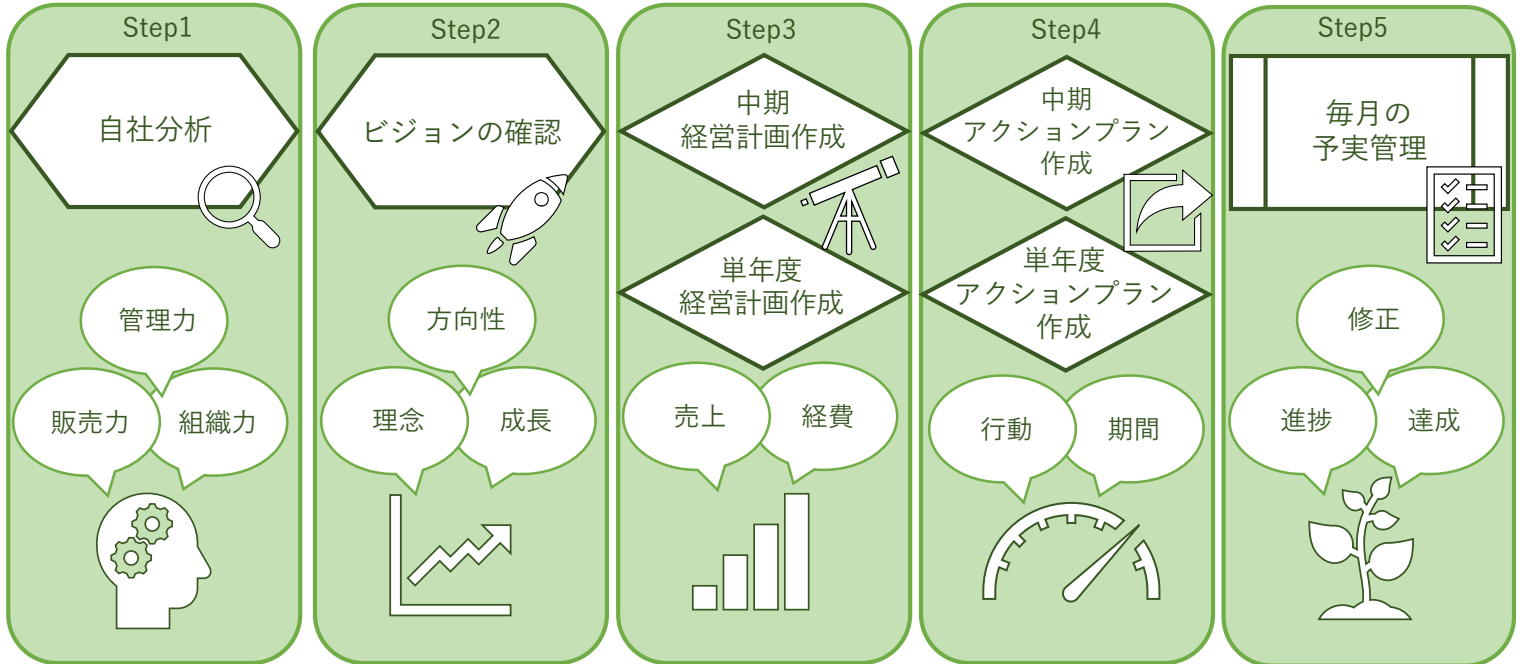 Step1
自社分析
管理力
販売力
組織力
Step2
ビジョンの確認
方向性
理念
成長
Step3
中期
経営計画作成
単年度
経営計画作成
売上
経費
Step4
中期
アクションプラン
作成
単年度
アクションプラン
作成
行動
期間
Step5
毎月の
予実管理
修正
進捗
達成